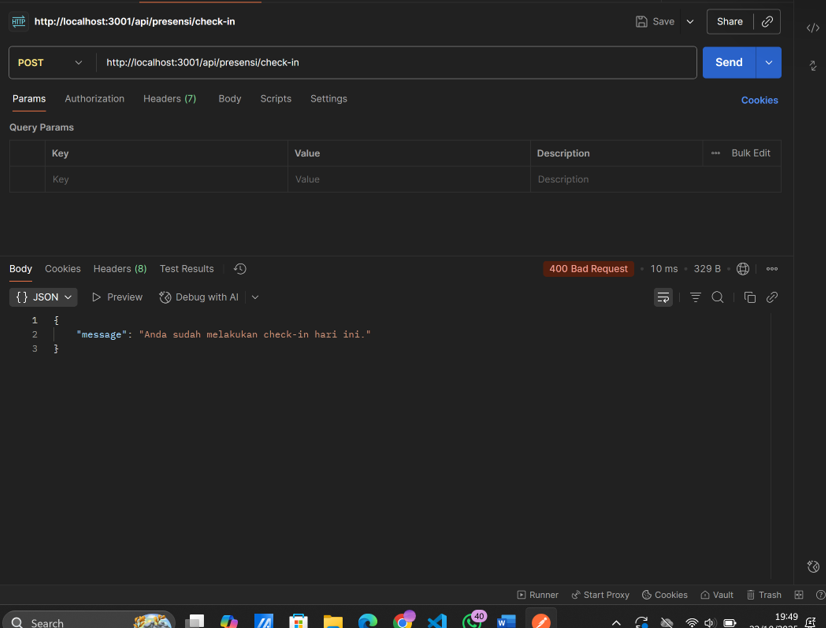 HTTP http://localhost:3001/api/presensi/check-in Save Share
POST http://localhost:3001/api/presensi/check-in Send
Params Authorization Headers (7) Body Scripts Settings Cookies
Query Params
Key Value Description Bulk Edit
Key Value Description
Body Cookies Headers (8) Test Results 400 Bad Request 10 ms 329 B
{} JSON Preview Debug with AI
1 {
2 "message": "Anda sudah melakukan check-in hari ini."
3 }
Runner Start Proxy Cookies Vault Trash
Search 40 19:49